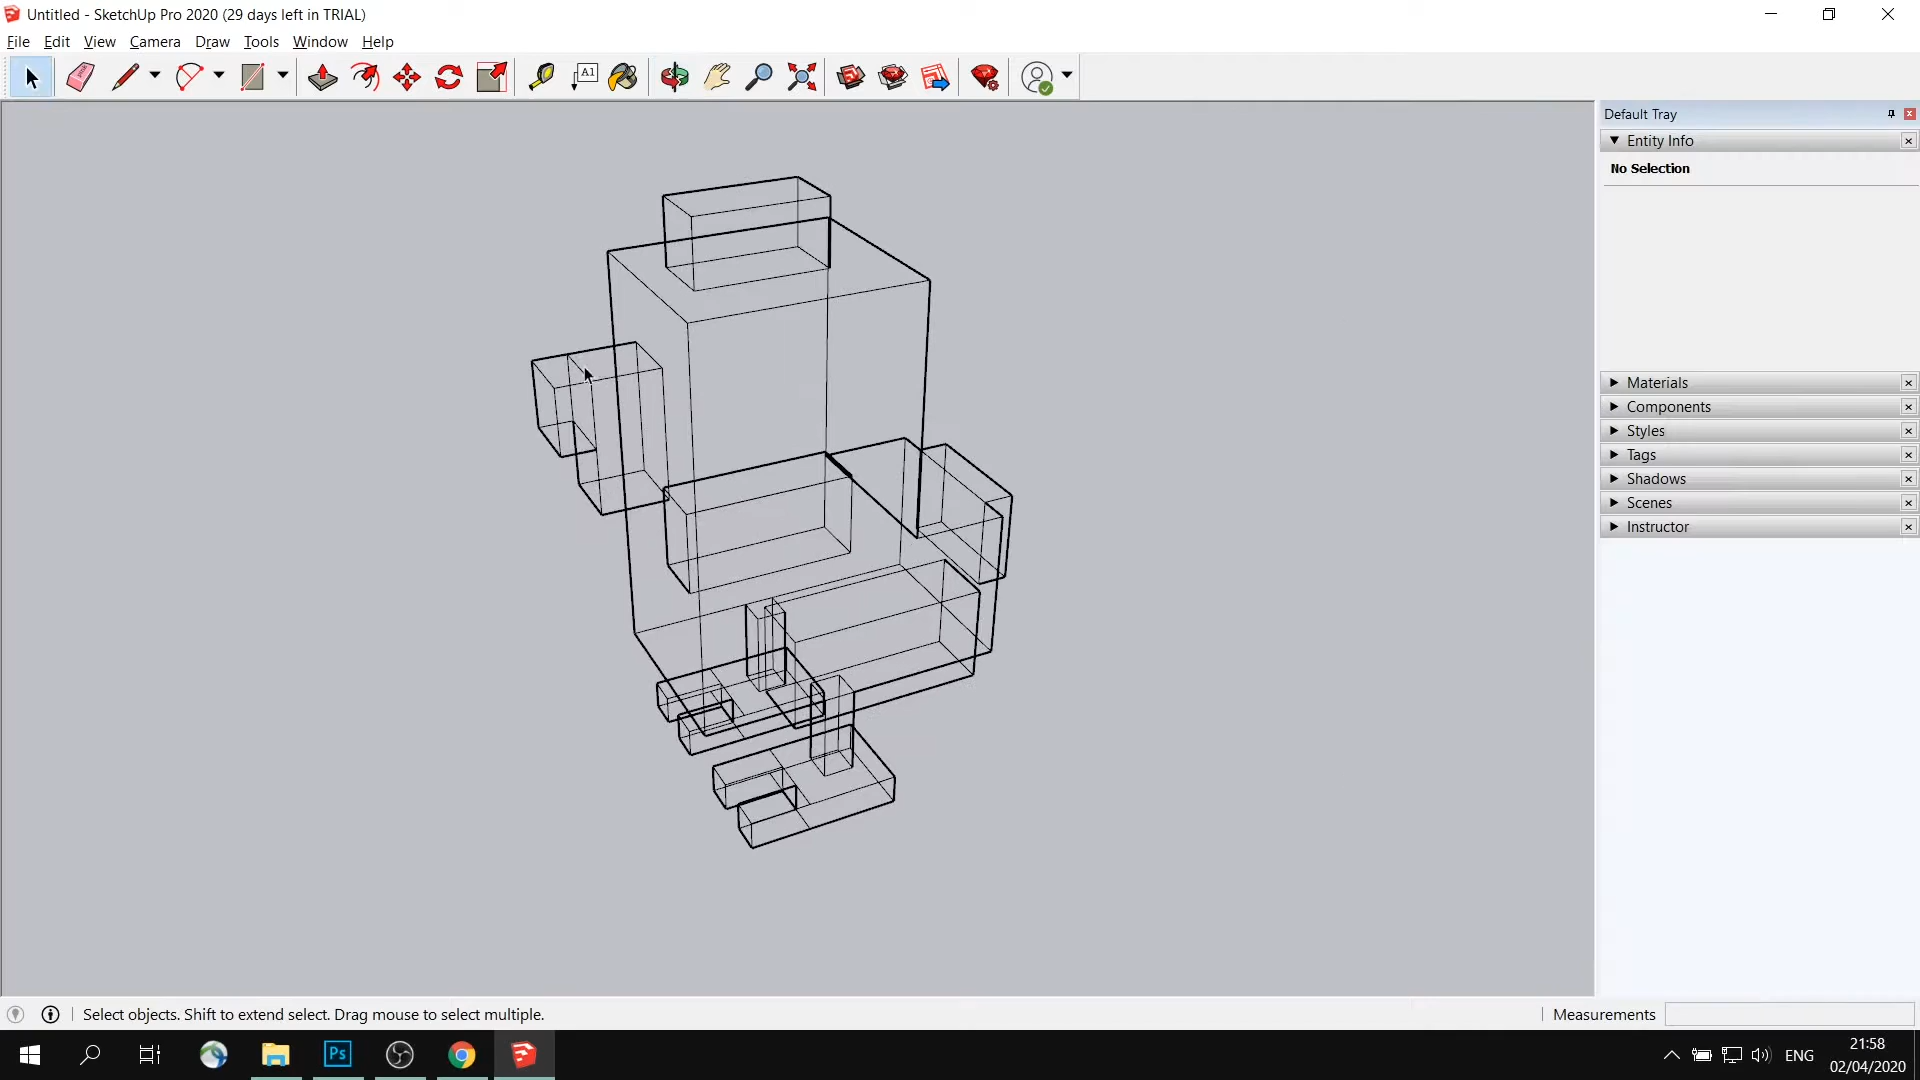 Untitled - SketchUp Pro 2020 (29 days left in TRIAL)
File Edit View Camera Draw Tools Window Help
A1
Default Tray
Entity Info
No Selection
Materials
Components
Styles
Tags
Shadows
Scenes
Instructor
Select objects. Shift to extend select. Drag mouse to select multiple.
Measurements
Ps
ENG
21:58
02/04/2020